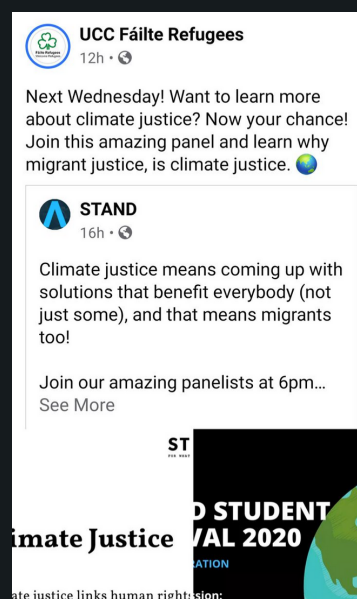 UCC Fáilte Refugees
12h
Next Wednesday! Want to learn more
about climate justice? Now your chance!
Join this amazing panel and learn why
migrant justice, is climate justice.
STAND
16h
Climate justice means coming up with
solutions that benefit everybody (not
just some), and that means migrants
too!
Join our amazing panelists at 6pm...
See More
ST
D STUDENT
VAL 2020
imate Justice
RATION
ate justice links human rights
sion: